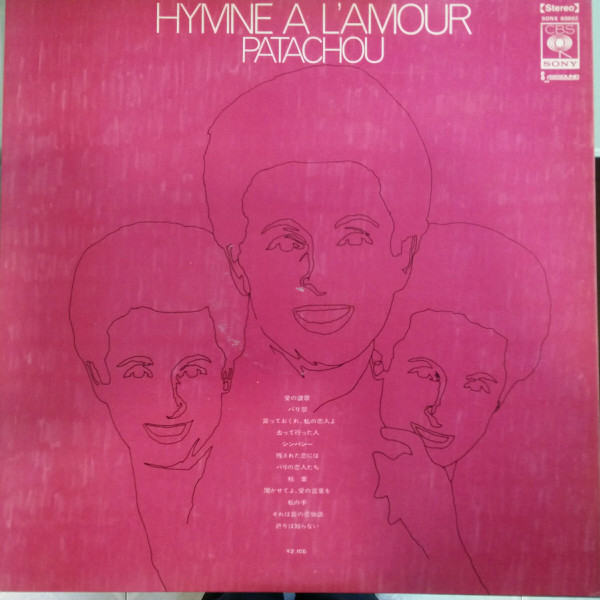 HYMNE A L'AMOUR
PATACHOU
【Stereo】
CBS
SONY
愛の讃歌
パリ祭
誓っておくれ、私の恋人よ
去って行った人
シンパシー
残された恋には
パリの恋人たち
枯葉
聞かせてよ、愛の言葉を
私の手
それは昔の恋物語
祈りは知らない